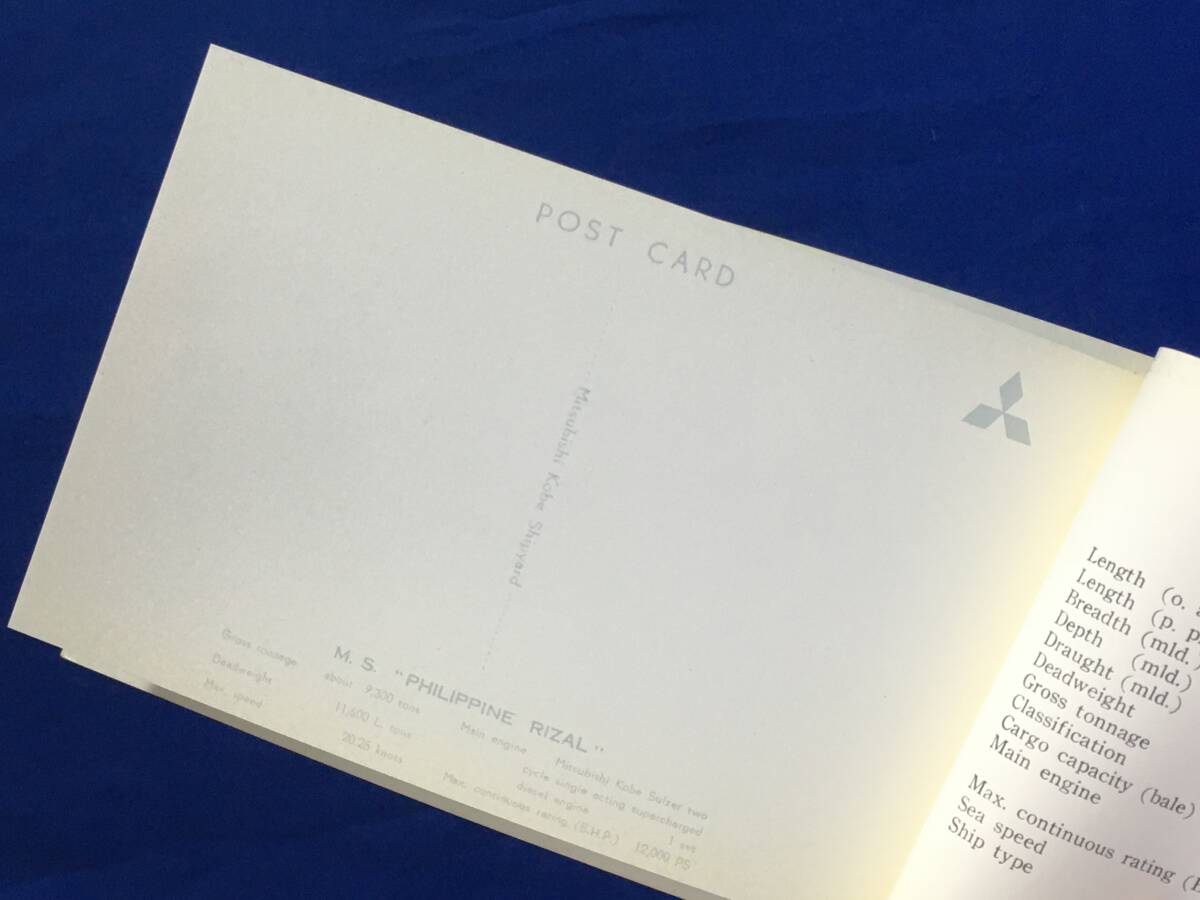 POST CARD
Mitsubishi Kobe Shipyard
M. S. "PHILIPPINE RIZAL"
Gross tonnage about 9,300 tons
Deadweight 11,600 L. tons
Max. speed 20.25 knots
Main engine Mitsubishi Kobe Sulzer two
cycle single acting supercharged
diesel engine 1 set
Max. continuous rating (B.H.P.) 12,000 PS
Length (o. a
Length (p. p
Breadth (mld.)
Depth (mld.)
Draught (mld.)
Deadweight
Gross tonnage
Classification
Cargo capacity (bale)
Main engine
Max. continuous rating (B
Sea speed
Ship type